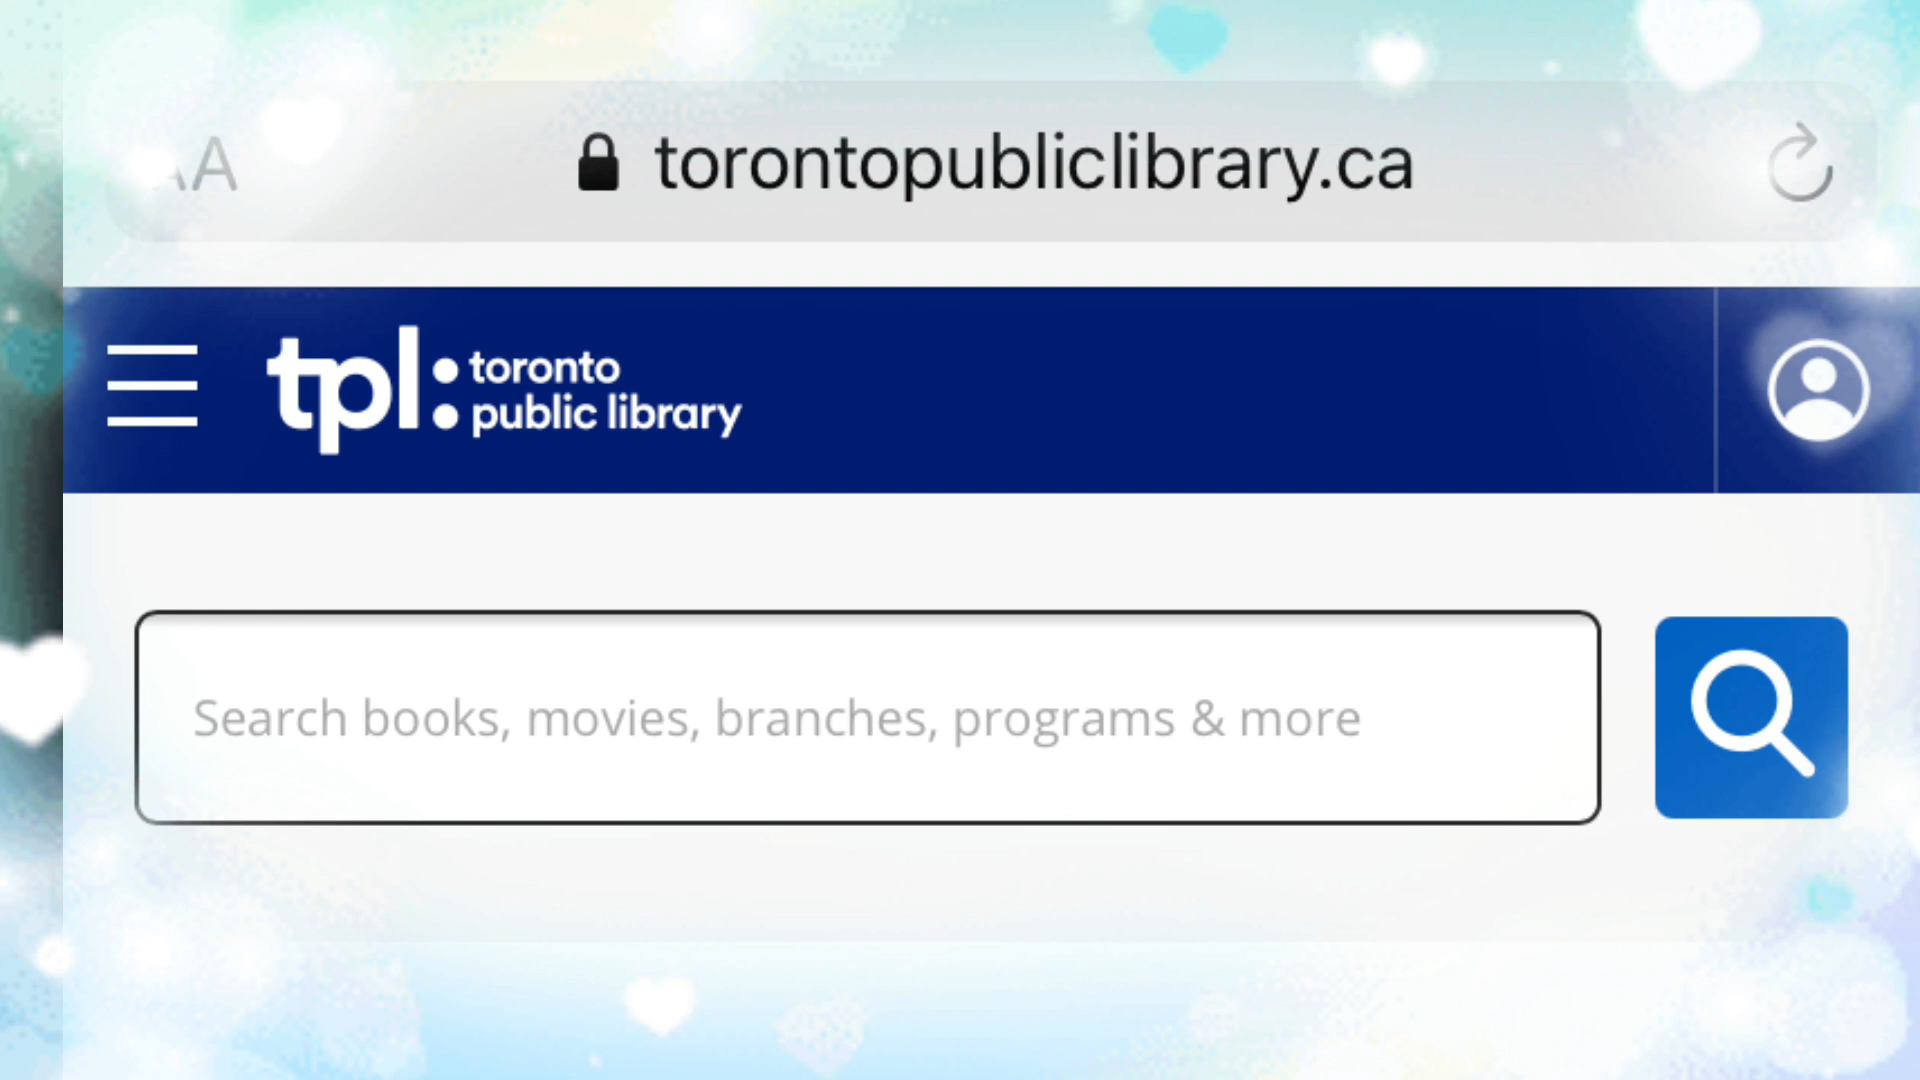 AA torontopubliclibrary.ca
tpl: toronto
public library
Search books, movies, branches, programs & more